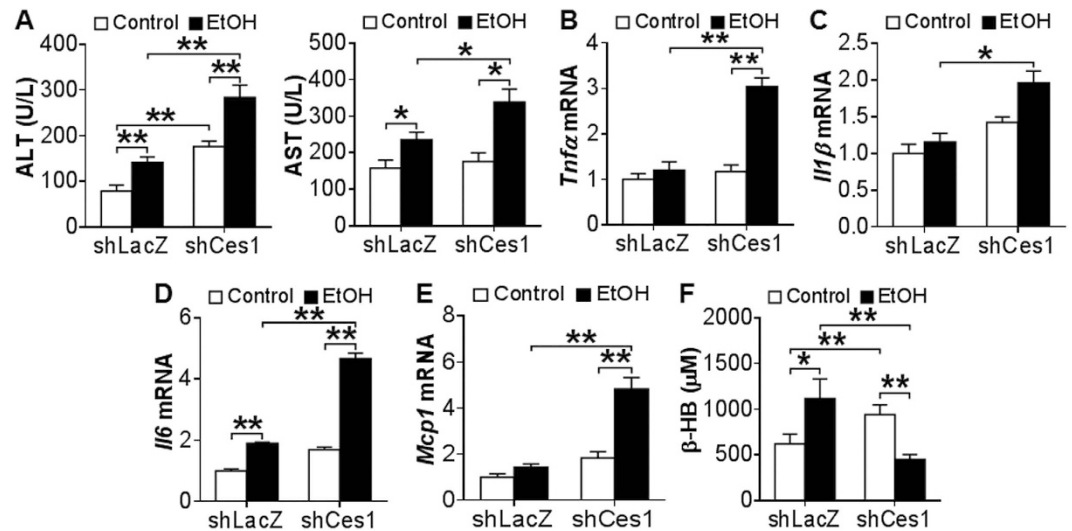 A
□ Control ■ EtOH
ALT (U/L)
400
300
200
100
0
**
**
**
**
shLacZ shCes1
AST (U/L)
500
400
300
200
100
0
*
*
*
shLacZ shCes1
B
□ Control ■ EtOH
Tnfα mRNA
4
3
2
1
0
**
**
shLacZ shCes1
C
□ Control ■ EtOH
Il1β mRNA
2.5
2.0
1.5
1.0
0.5
0.0
*
shLacZ shCes1
D
□ Control ■ EtOH
Il6 mRNA
6
4
2
0
**
**
**
shLacZ shCes1
E
□ Control ■ EtOH
Mcp1 mRNA
8
6
4
2
0
**
**
shLacZ shCes1
F
□ Control ■ EtOH
β-HB (μM)
2000
1500
1000
500
0
**
**
*
**
shLacZ shCes1